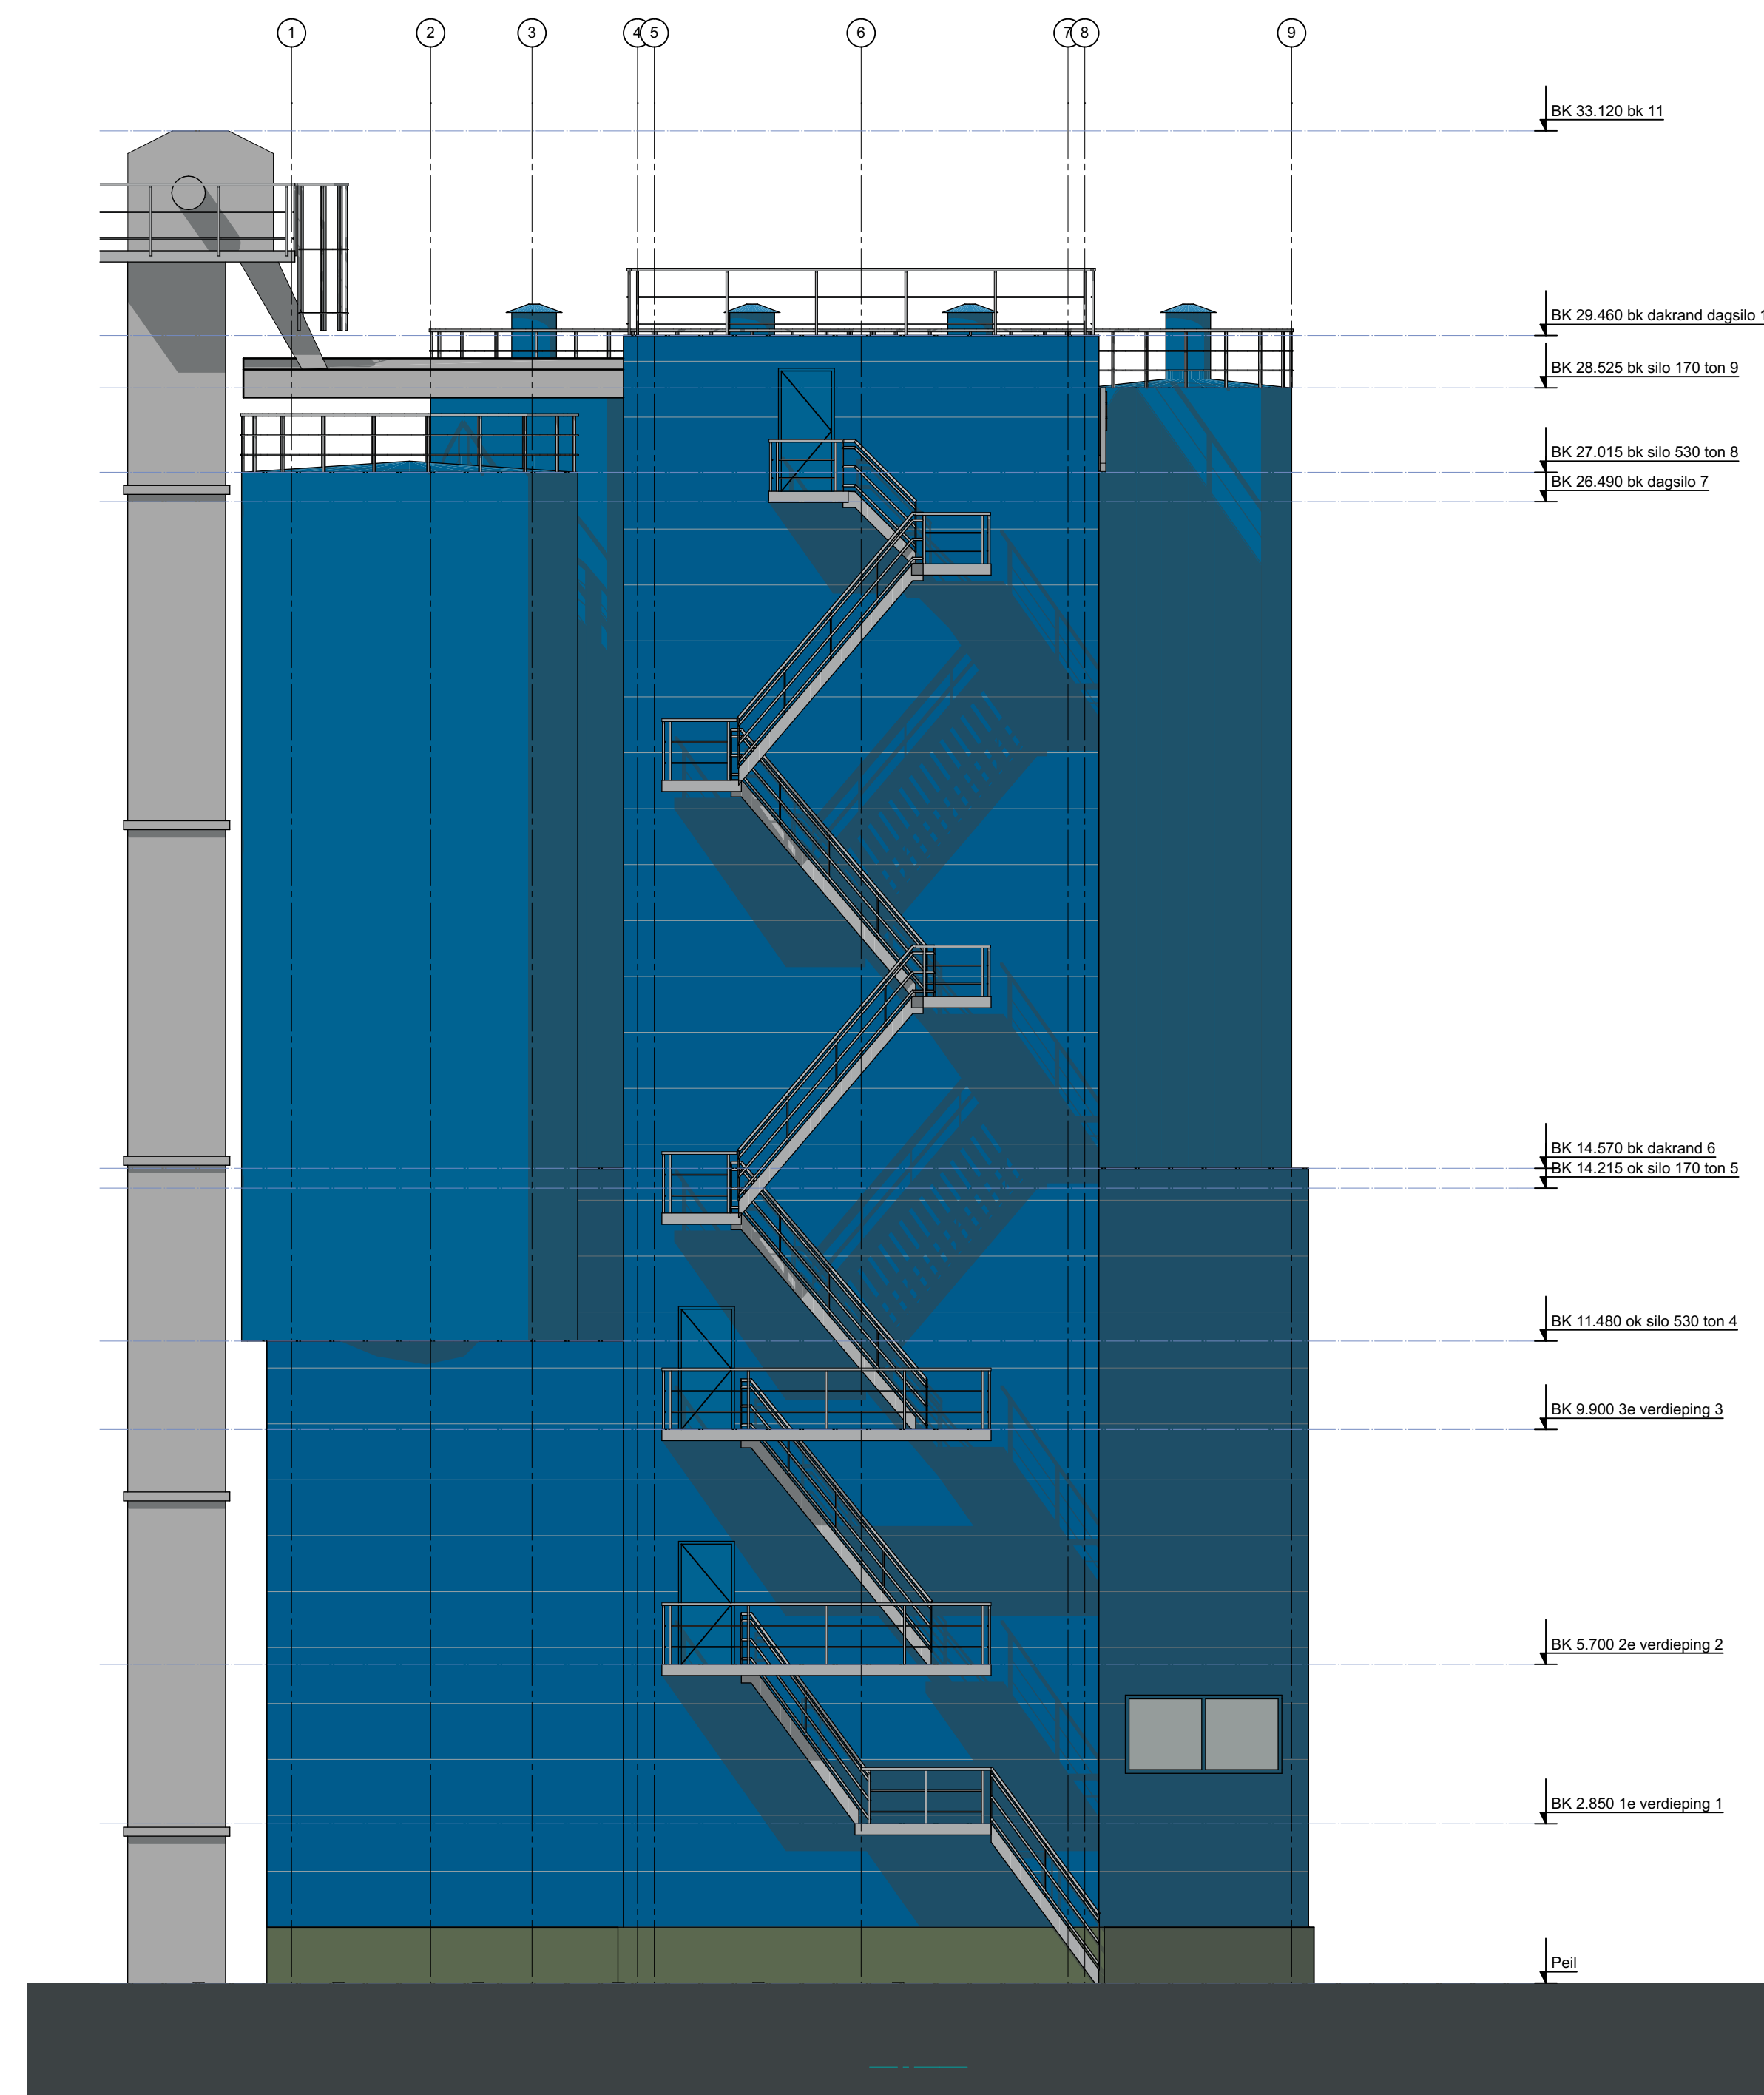 1 2 3 4 5 6 7 8 9
BK 33.120 bk 11
BK 29.460 bk dakrand dagsilo 1
BK 28.525 bk silo 170 ton 9
BK 27.015 bk silo 530 ton 8
BK 26.490 bk dagsilo 7
BK 14.570 bk dakrand 6
BK 14.215 ok silo 170 ton 5
BK 11.480 ok silo 530 ton 4
BK 9.900 3e verdieping 3
BK 5.700 2e verdieping 2
BK 2.850 1e verdieping 1
Peil